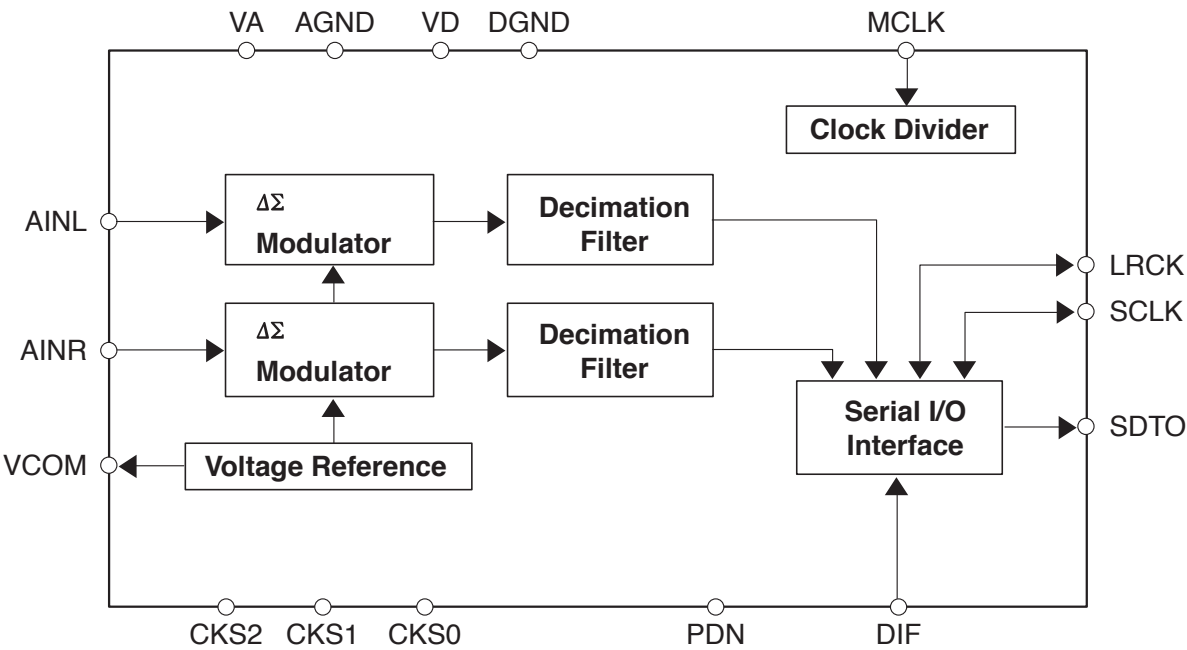 VA AGND VD DGND MCLK
Clock Divider
AINL
ΔΣ
Modulator
Decimation
Filter
LRCK
SCLK
AINR
ΔΣ
Modulator
Decimation
Filter
Serial I/O
Interface
SDTO
VCOM
Voltage Reference
CKS2 CKS1 CKS0 PDN DIF